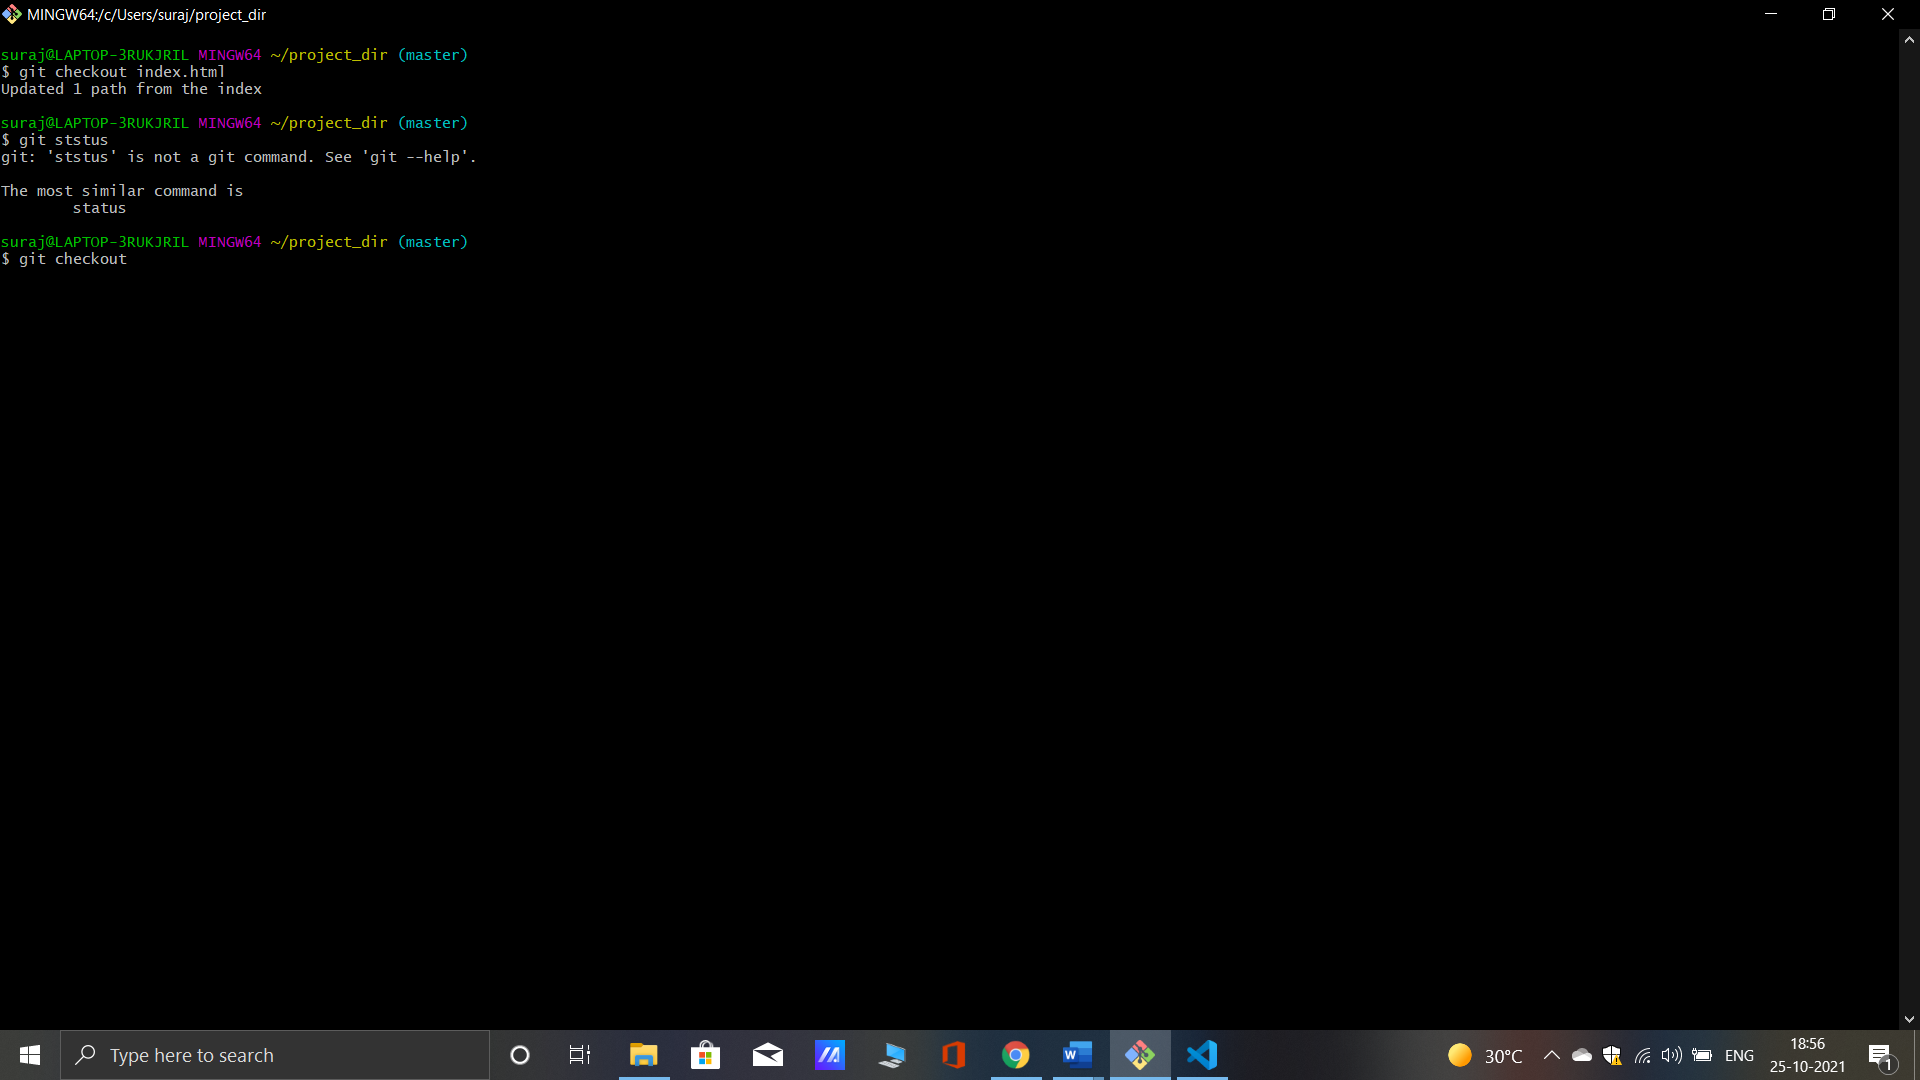 MINGW64:/c/Users/suraj/project_dir
suraj@LAPTOP-3RUKJRIL MINGW64 ~/project_dir (master)
$ git checkout index.html
Updated 1 path from the index
suraj@LAPTOP-3RUKJRIL MINGW64 ~/project_dir (master)
$ git ststus
git: 'ststus' is not a git command. See 'git --help'.
The most similar command is
status
suraj@LAPTOP-3RUKJRIL MINGW64 ~/project_dir (master)
$ git checkout
Type here to search
W
30°C
ENG
18:56
25-10-2021
1